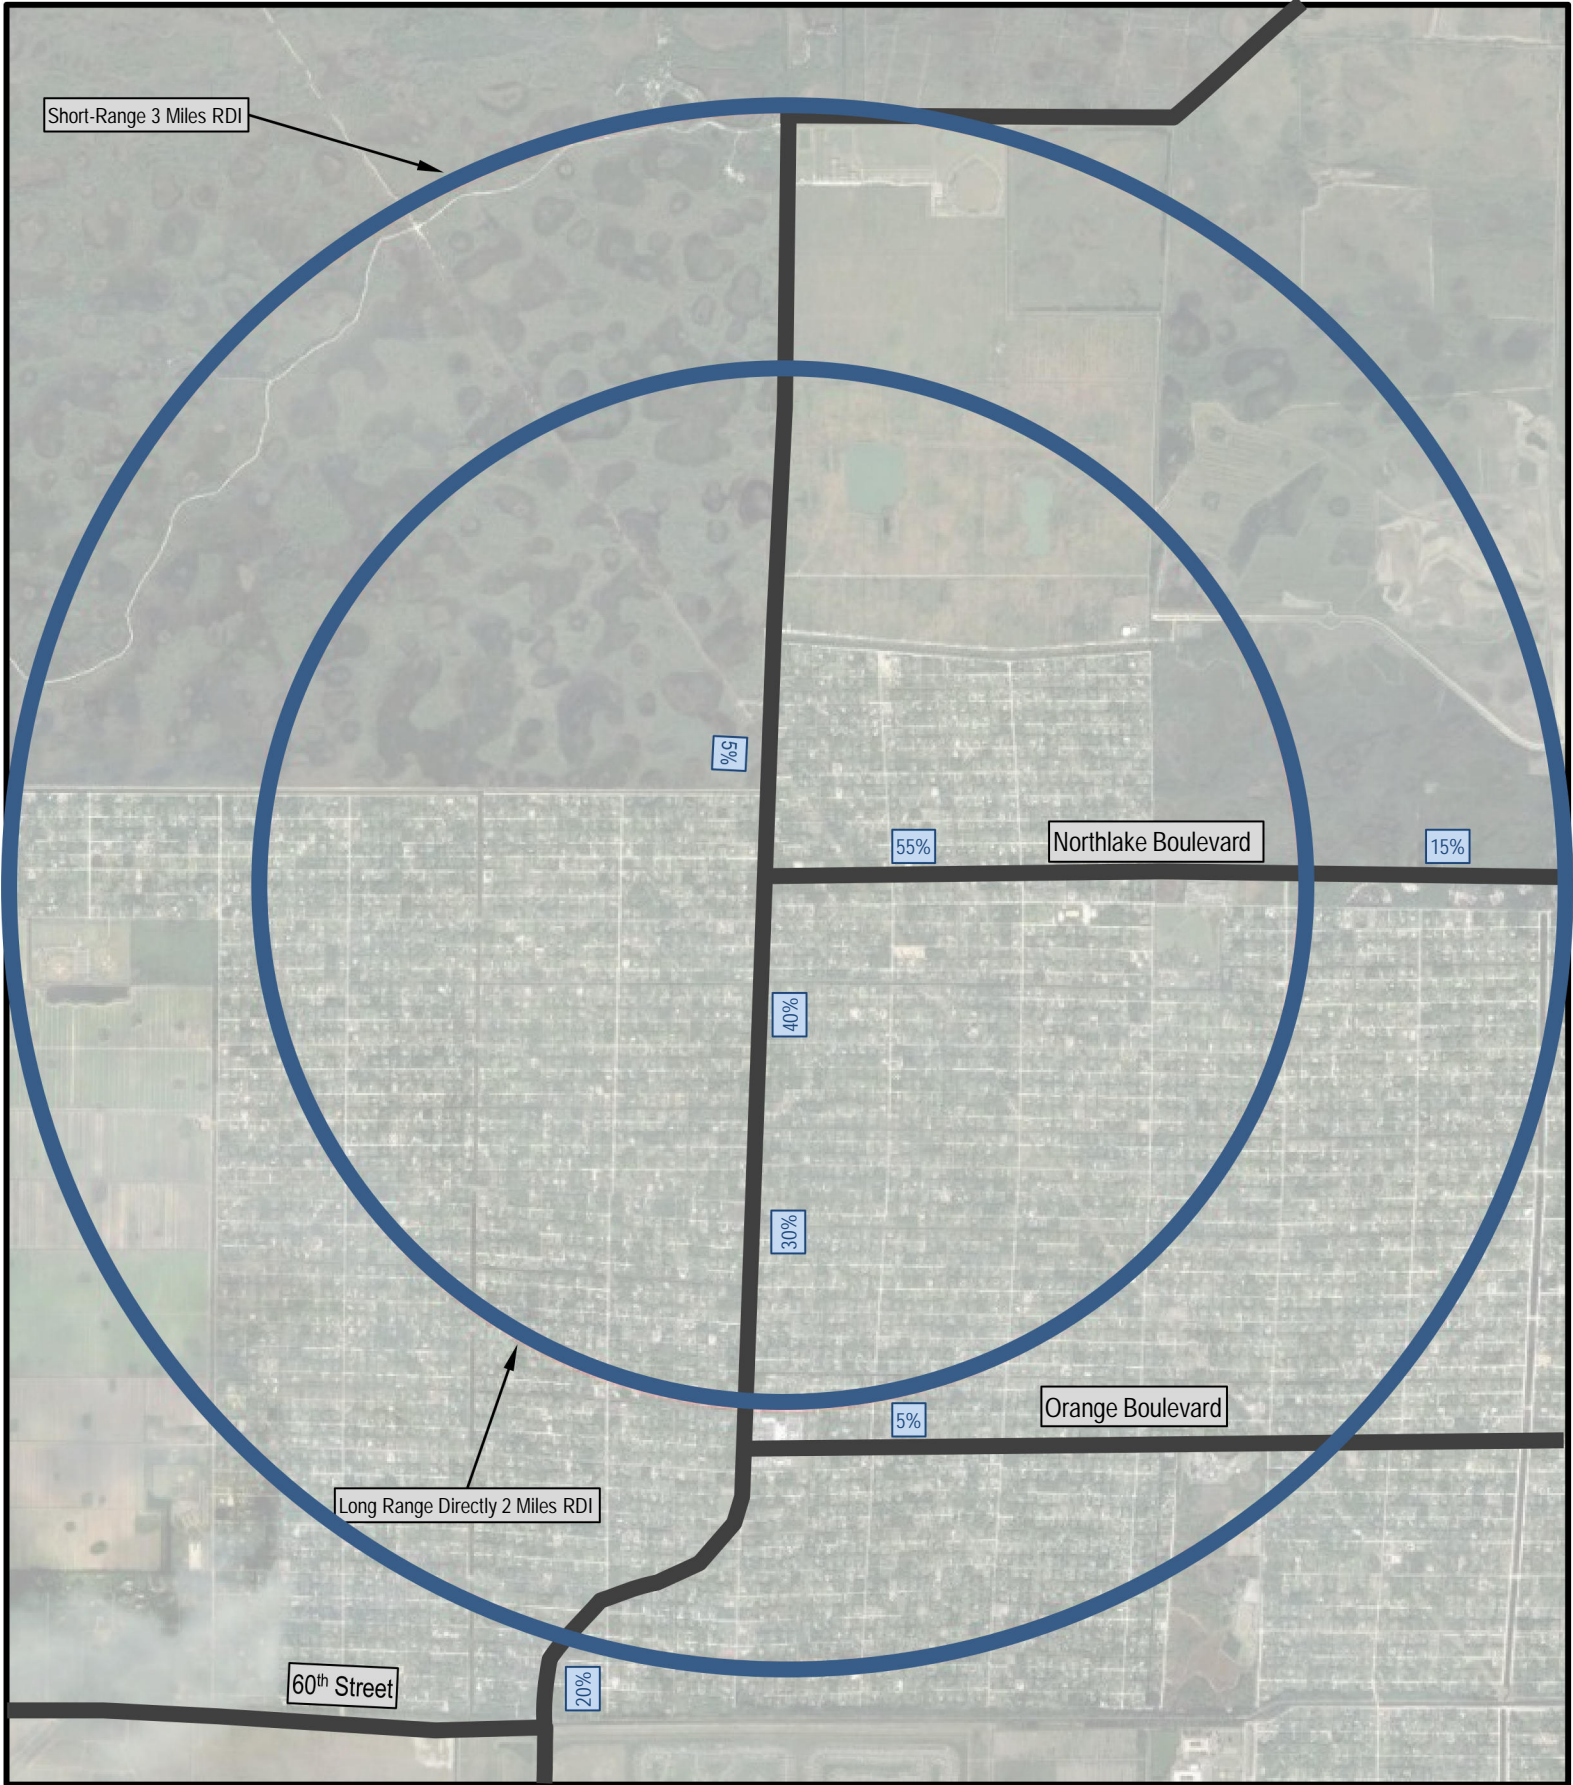 Short-Range 3 Miles RDI
5%
55%
Northlake Boulevard
15%
40%
30%
5%
Orange Boulevard
Long Range Directly 2 Miles RDI
60th Street
20%